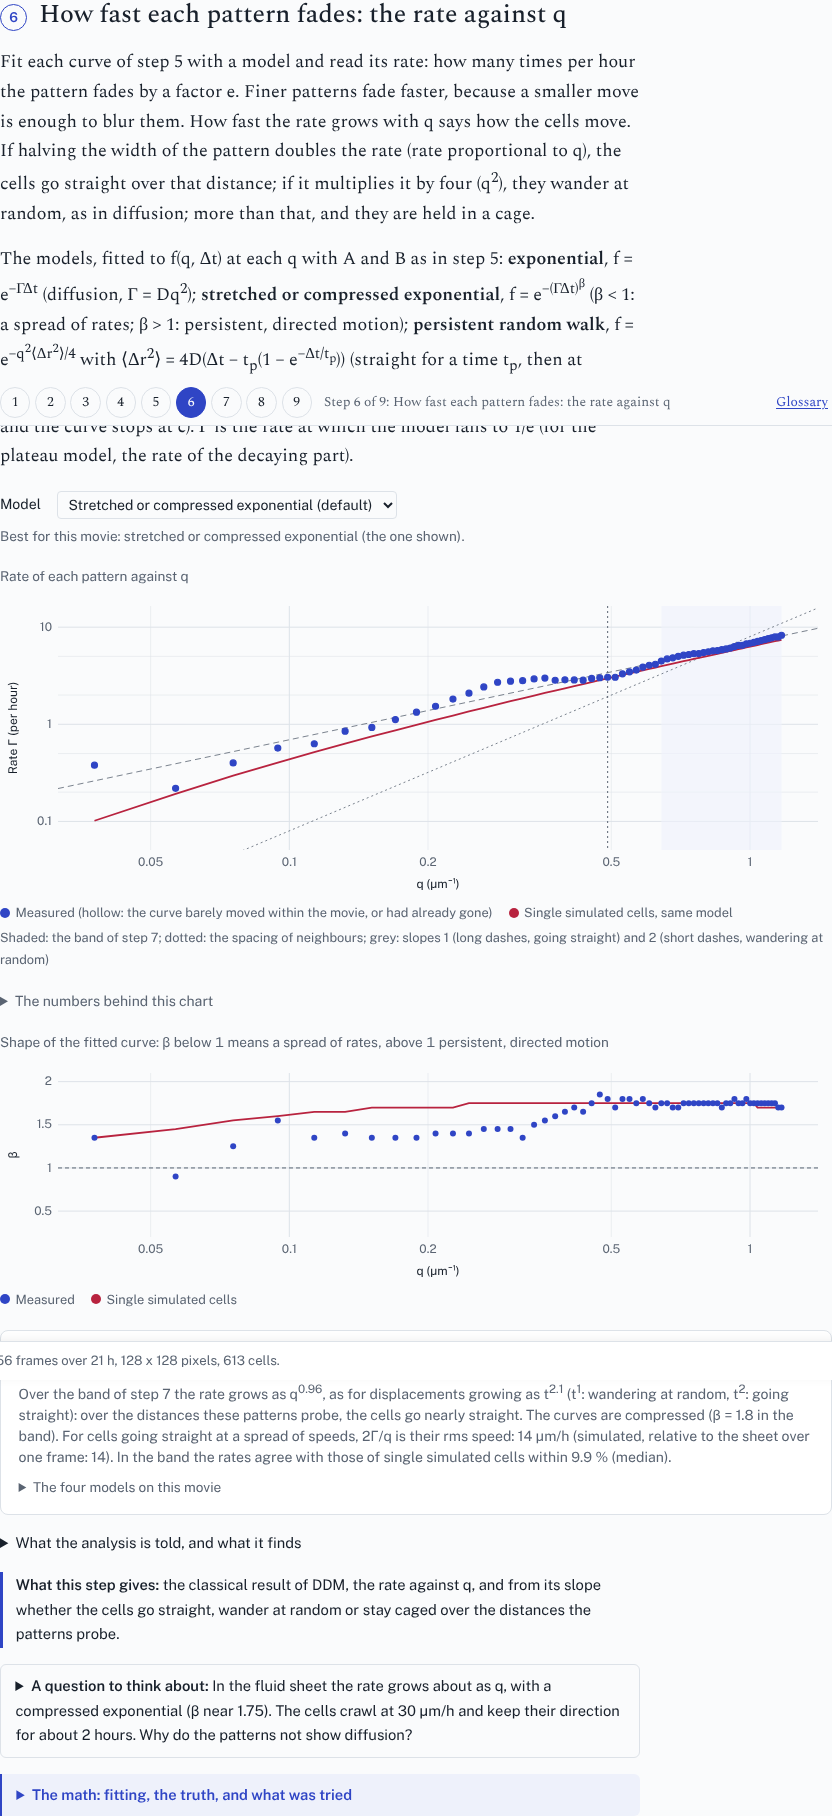 6 How fast each pattern fades: the rate against q
Fit each curve of step 5 with a model and read its rate: how many times per hour
the pattern fades by a factor e. Finer patterns fade faster, because a smaller move
is enough to blur them. How fast the rate grows with q says how the cells move.
If halving the width of the pattern doubles the rate (rate proportional to q), the
cells go straight over that distance; if it multiplies it by four (q²), they wander at
random, as in diffusion; more than that, and they are held in a cage.
The models, fitted to f(q, Δt) at each q with A and B as in step 5: exponential, f =
e^−ΓΔt (diffusion, Γ = Dq²); stretched or compressed exponential, f = e^−(ΓΔt)^β (β < 1:
a spread of rates; β > 1: persistent, directed motion); persistent random walk, f =
e^−q²⟨Δr²⟩/4 with ⟨Δr²⟩ = 4D(Δt − t_p(1 − e^−Δt/t_p)) (straight for a time t_p, then at
1 2 3 4 5 6 7 8 9 Step 6 of 9: How fast each pattern fades: the rate against q Glossary
and the curve stops at c). Γ is the rate at which the model falls to 1/e (for the
plateau model, the rate of the decaying part).
Model Stretched or compressed exponential (default)
Best for this movie: stretched or compressed exponential (the one shown).
Rate of each pattern against q
10
1
0.1
Rate Γ (per hour)
0.05 0.1 0.2 0.5 1
q (µm⁻¹)
Measured (hollow: the curve barely moved within the movie, or had already gone) Single simulated cells, same model
Shaded: the band of step 7; dotted: the spacing of neighbours; grey: slopes 1 (long dashes, going straight) and 2 (short dashes, wandering at
random)
▶ The numbers behind this chart
Shape of the fitted curve: β below 1 means a spread of rates, above 1 persistent, directed motion
2
1.5
1
0.5
β
0.05 0.1 0.2 0.5 1
q (µm⁻¹)
Measured Single simulated cells
56 frames over 21 h, 128 x 128 pixels, 613 cells.
Over the band of step 7 the rate grows as q^0.96, as for displacements growing as t^2.1 (t¹: wandering at random, t²: going
straight): over the distances these patterns probe, the cells go nearly straight. The curves are compressed (β = 1.8 in the
band). For cells going straight at a spread of speeds, 2Γ/q is their rms speed: 14 µm/h (simulated, relative to the sheet over
one frame: 14). In the band the rates agree with those of single simulated cells within 9.9 % (median).
▶ The four models on this movie
▶ What the analysis is told, and what it finds
What this step gives: the classical result of DDM, the rate against q, and from its slope
whether the cells go straight, wander at random or stay caged over the distances the
patterns probe.
▶ A question to think about: In the fluid sheet the rate grows about as q, with a
compressed exponential (β near 1.75). The cells crawl at 30 µm/h and keep their direction
for about 2 hours. Why do the patterns not show diffusion?
▶ The math: fitting, the truth, and what was tried